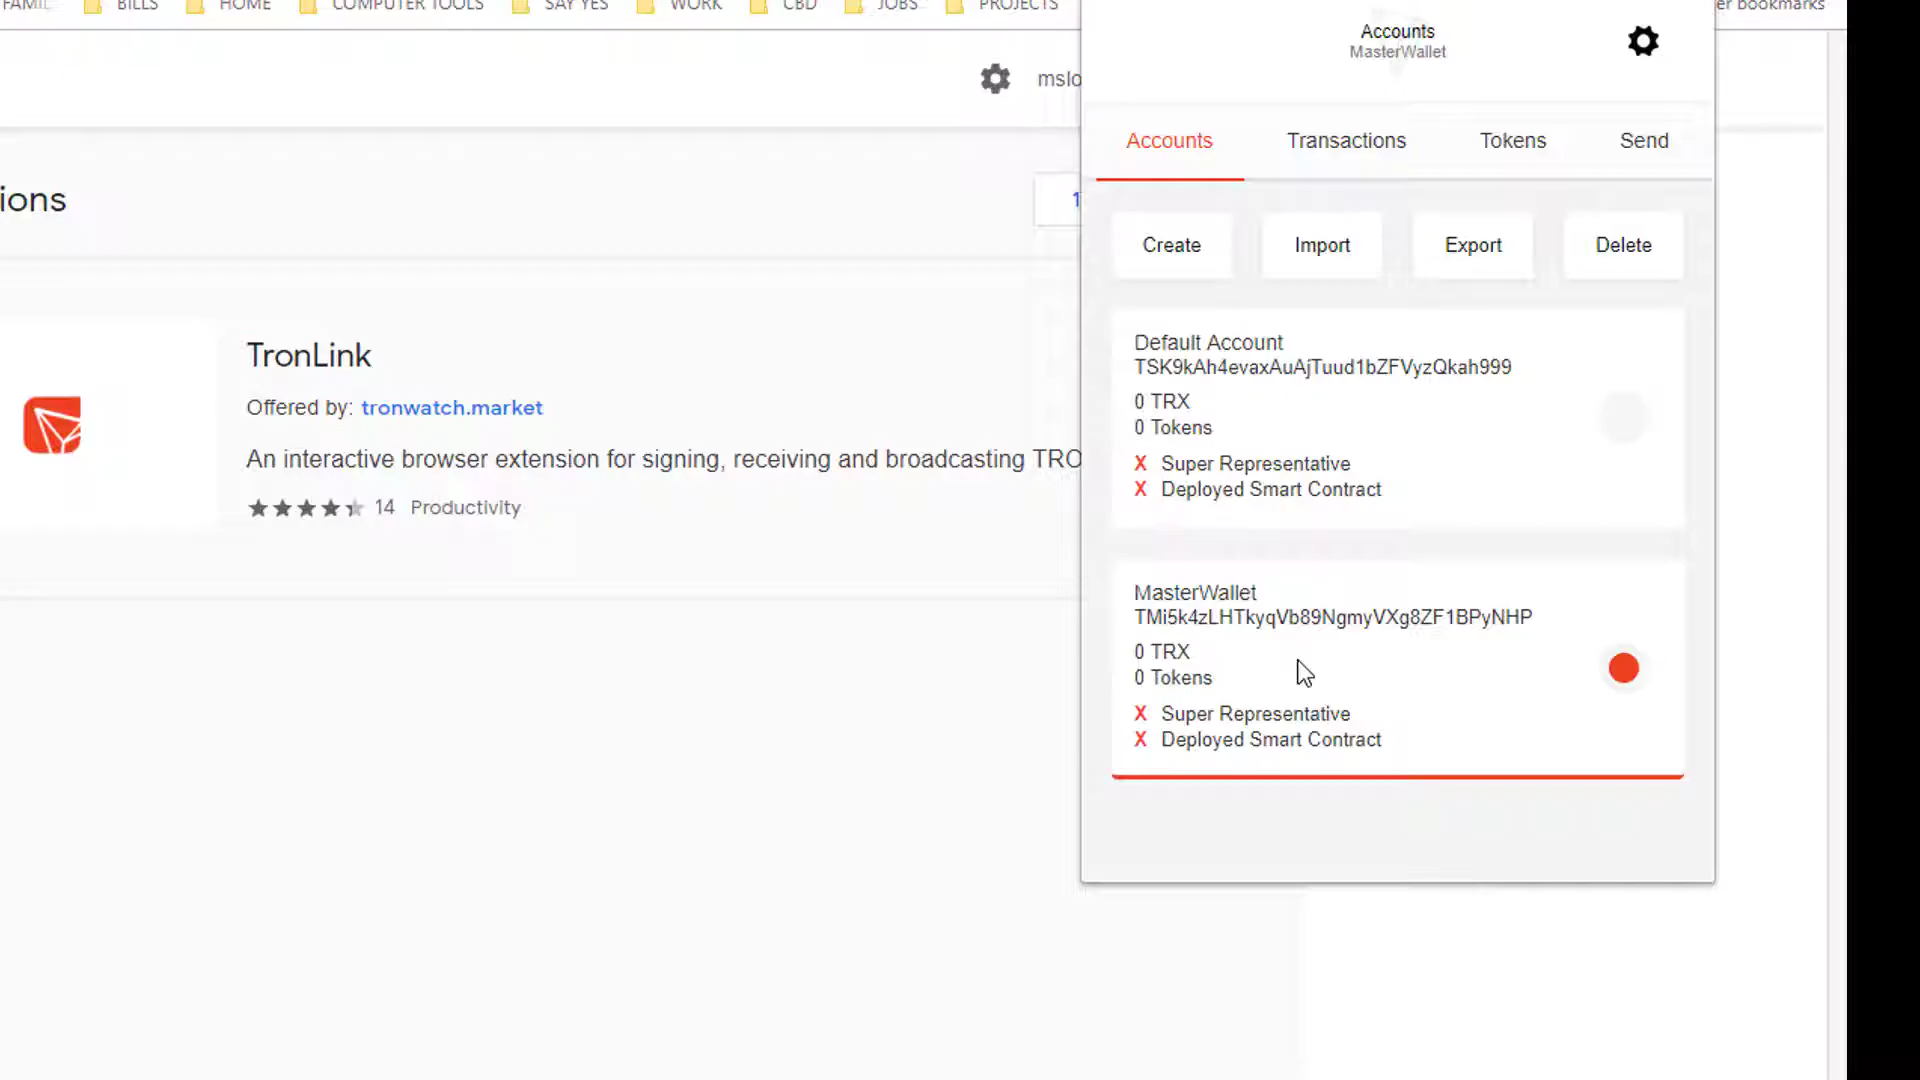 BILLS HOME COMPUTER TOOLS SAY YES WORK CBD JOBS PROJECTS er bookmarks
Accounts
MasterWallet
mslo
Accounts Transactions Tokens Send
ions
Create Import Export Delete
TronLink
Offered by: tronwatch.market
An interactive browser extension for signing, receiving and broadcasting TRO
14 Productivity
Default Account
TSK9kAh4evaxAuAjTuud1bZFVyzQkah999
0 TRX
0 Tokens
X Super Representative
X Deployed Smart Contract
MasterWallet
TMi5k4zLHTkyqVb89NgmyVXg8ZF1BPyNHP
0 TRX
0 Tokens
X Super Representative
X Deployed Smart Contract